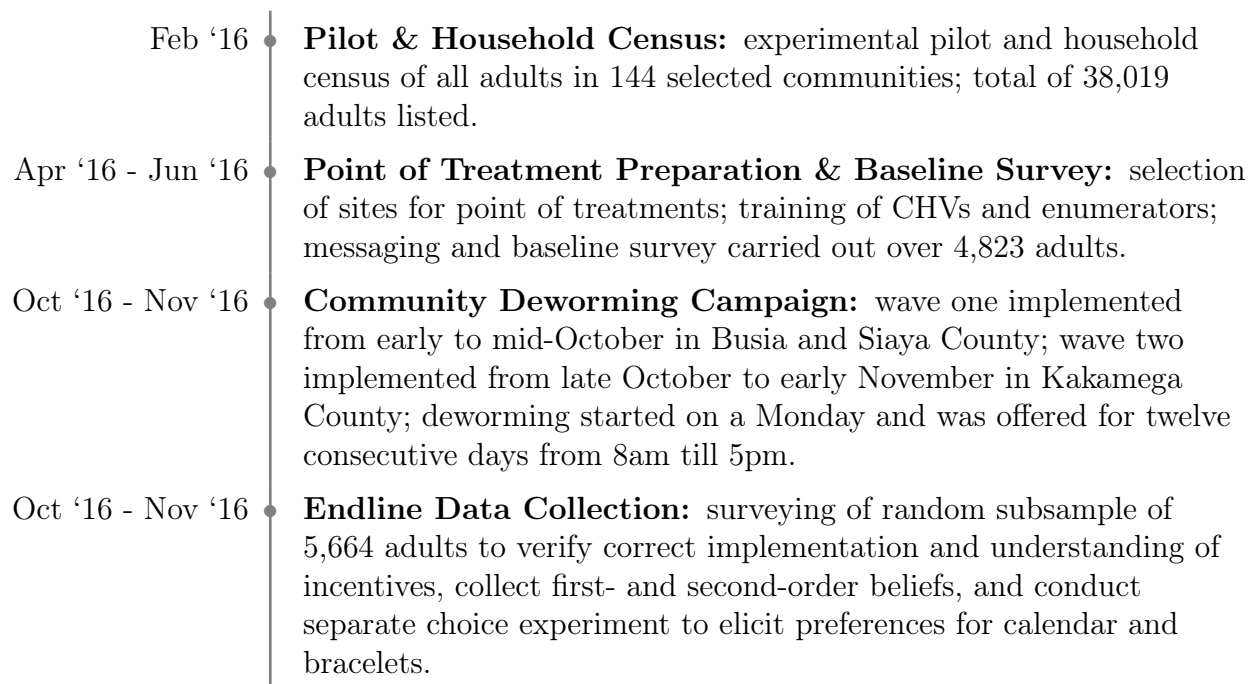 Feb ‘16 Pilot & Household Census: experimental pilot and household
census of all adults in 144 selected communities; total of 38,019
adults listed.
Apr ‘16 - Jun ‘16 Point of Treatment Preparation & Baseline Survey: selection
of sites for point of treatments; training of CHVs and enumerators;
messaging and baseline survey carried out over 4,823 adults.
Oct ‘16 - Nov ‘16 Community Deworming Campaign: wave one implemented
from early to mid-October in Busia and Siaya County; wave two
implemented from late October to early November in Kakamega
County; deworming started on a Monday and was offered for twelve
consecutive days from 8am till 5pm.
Oct ‘16 - Nov ‘16 Endline Data Collection: surveying of random subsample of
5,664 adults to verify correct implementation and understanding of
incentives, collect first- and second-order beliefs, and conduct
separate choice experiment to elicit preferences for calendar and
bracelets.